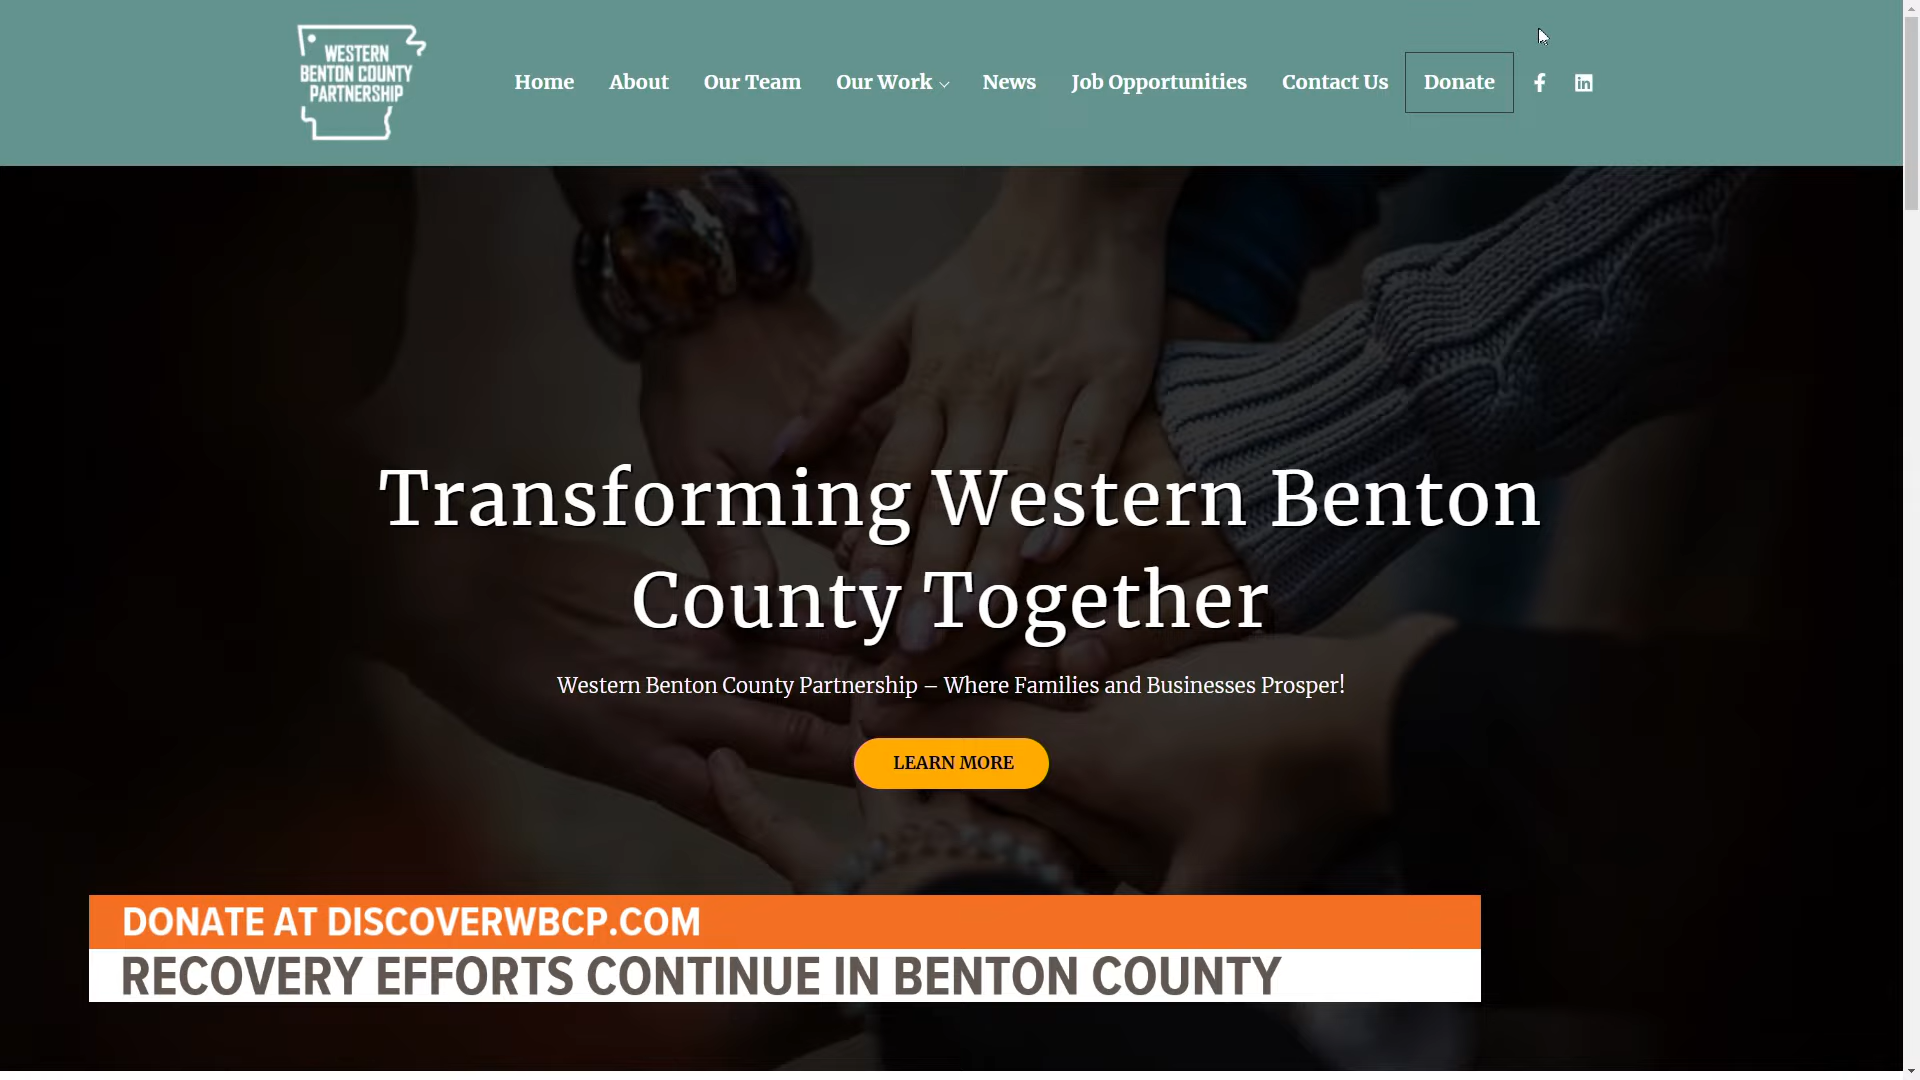 WESTERN
BENTON COUNTY
PARTNERSHIP
Home
About
Our Team
Our Work
News
Job Opportunities
Contact Us
Donate
Transforming Western Benton
County Together
Western Benton County Partnership – Where Families and Businesses Prosper!
LEARN MORE
DONATE AT DISCOVERWBCP.COM
RECOVERY EFFORTS CONTINUE IN BENTON COUNTY